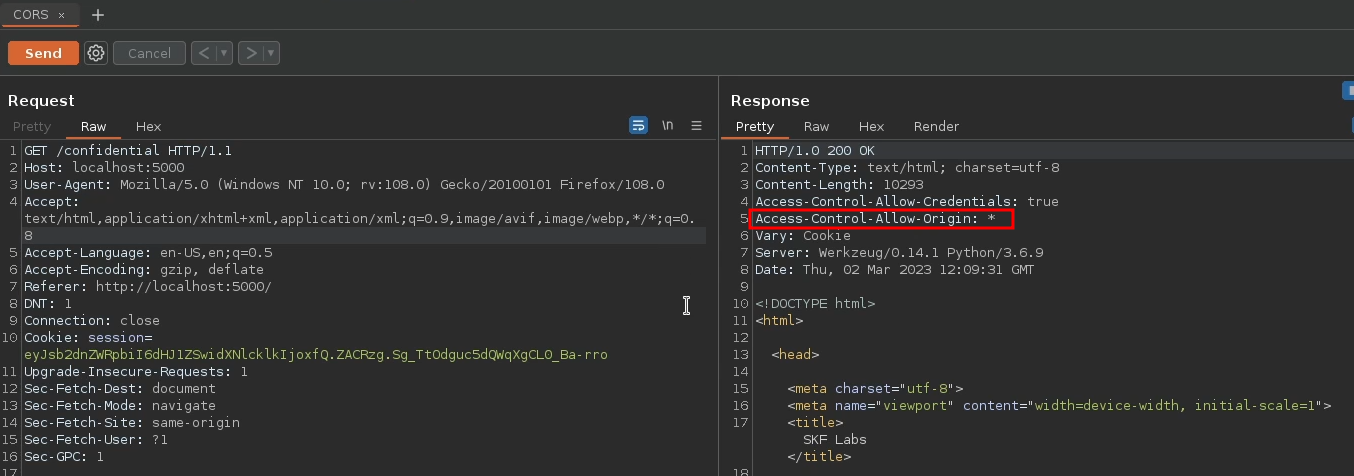 CORS × +
Send Cancel < ▾ > ▾
Request
Pretty Raw Hex \n
1 GET /confidential HTTP/1.1
2 Host: localhost:5000
3 User-Agent: Mozilla/5.0 (Windows NT 10.0; rv:108.0) Gecko/20100101 Firefox/108.0
4 Accept:
text/html,application/xhtml+xml,application/xml;q=0.9,image/avif,image/webp,*/*;q=0.
8
5 Accept-Language: en-US,en;q=0.5
6 Accept-Encoding: gzip, deflate
7 Referer: http://localhost:5000/
8 DNT: 1
9 Connection: close
10 Cookie: session=
eyJsb2dnZWRpbiI6dHJ1ZSwidXNlcklkIjoxfQ.ZACRzg.Sg_TtOdguc5dQWqXgCLO_Ba-rro
11 Upgrade-Insecure-Requests: 1
12 Sec-Fetch-Dest: document
13 Sec-Fetch-Mode: navigate
14 Sec-Fetch-Site: same-origin
15 Sec-Fetch-User: ?1
16 Sec-GPC: 1
17
Response
Pretty Raw Hex Render
1 HTTP/1.0 200 OK
2 Content-Type: text/html; charset=utf-8
3 Content-Length: 10293
4 Access-Control-Allow-Credentials: true
5 Access-Control-Allow-Origin: *
6 Vary: Cookie
7 Server: Werkzeug/0.14.1 Python/3.6.9
8 Date: Thu, 02 Mar 2023 12:09:31 GMT
9
10 <!DOCTYPE html>
11 <html>
12
13 <head>
14
15 <meta charset="utf-8">
16 <meta name="viewport" content="width=device-width, initial-scale=1">
17 <title>
SKF Labs
</title>
18